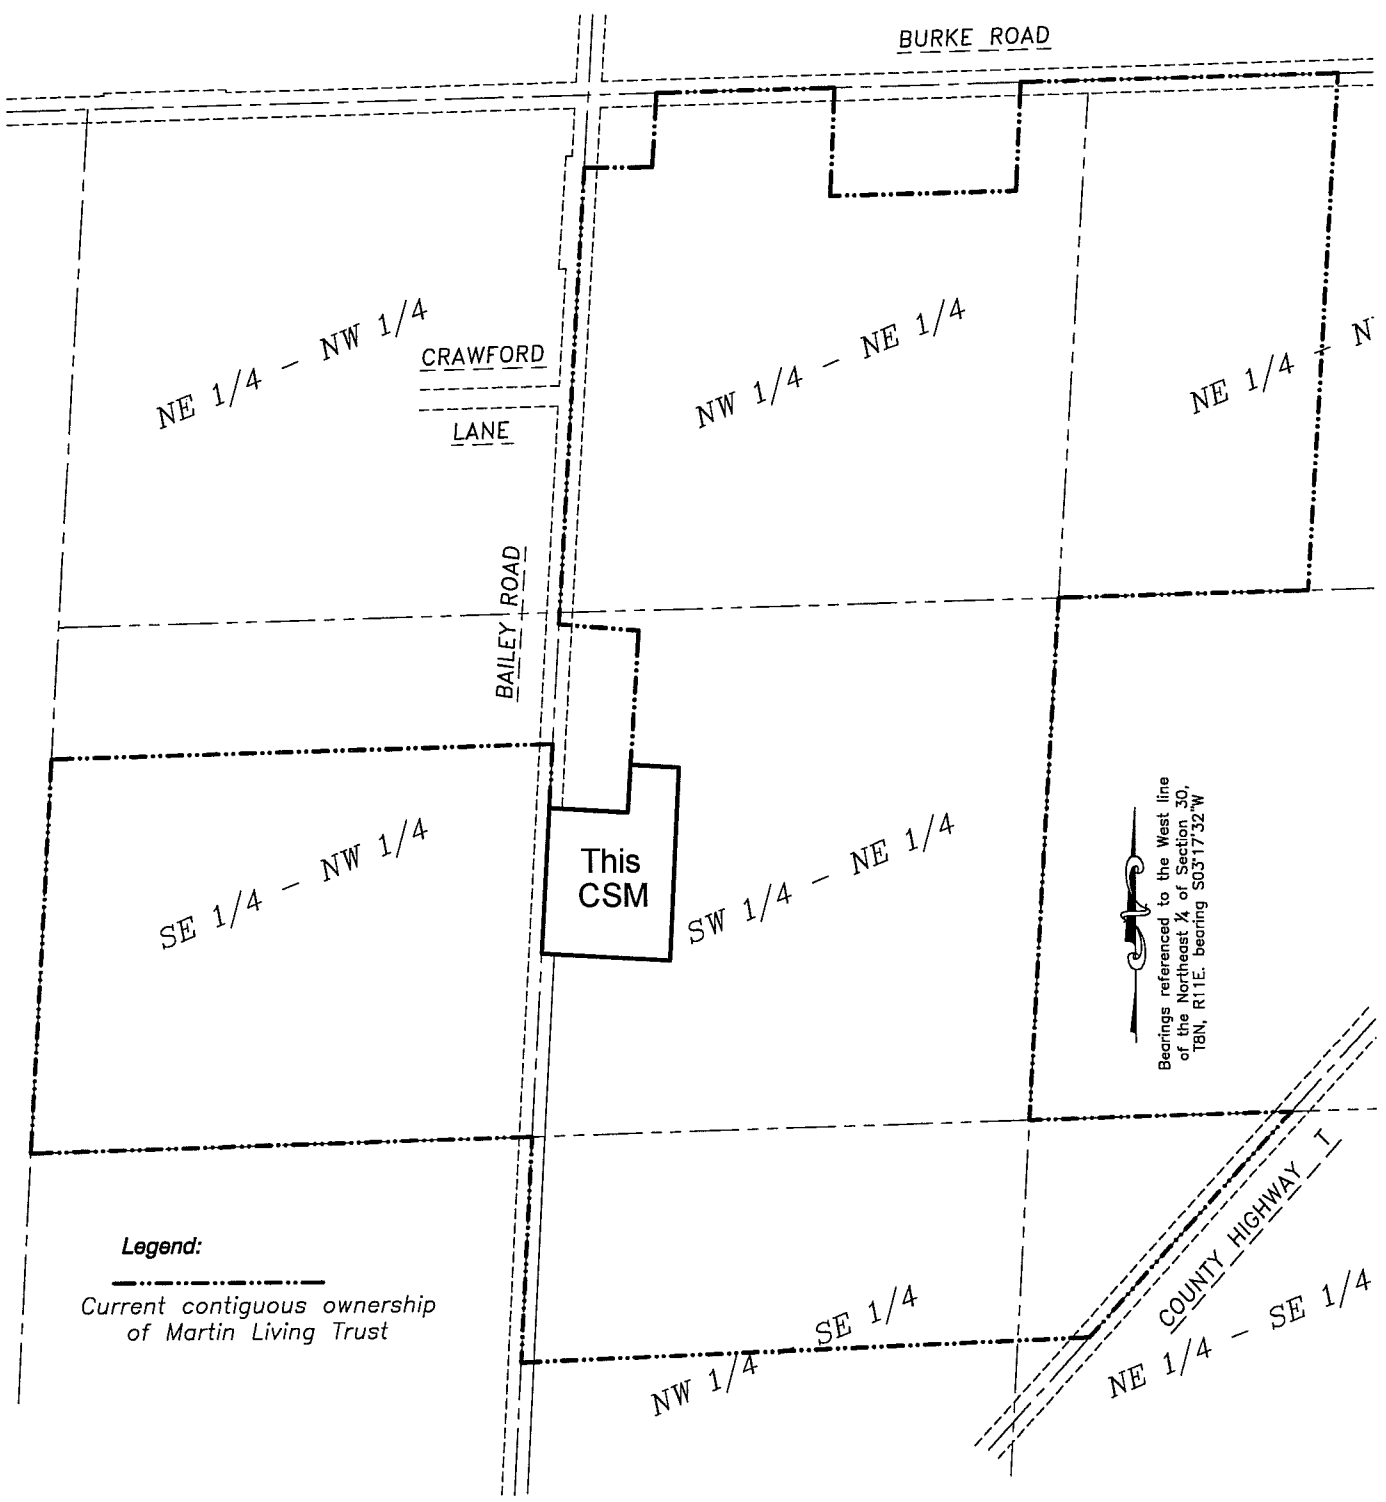 BURKE ROAD
NE 1/4 - NW 1/4
CRAWFORD
LANE
NW 1/4 - NE 1/4
NE 1/4 -
BAILEY ROAD
SE 1/4 - NW 1/4
This
CSM
SW 1/4 - NE 1/4
Bearings referenced to the West line
of the Northeast ¼ of Section 30,
T8N, R11E. bearing S03°17'32"W
COUNTY HIGHWAY T
Legend:
Current contiguous ownership
of Martin Living Trust
NW 1/4 SE 1/4
NE 1/4 - SE 1/4